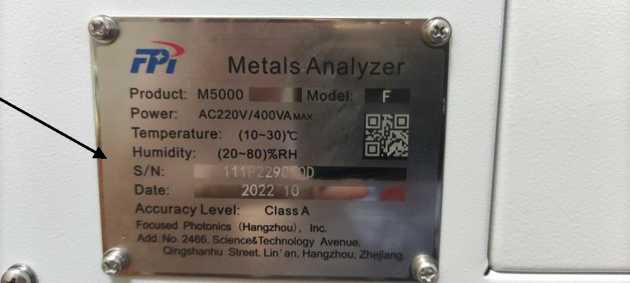 FPI
Metals Analyzer
Product: M5000 Model: F
Power: AC220V/400VA MAX
Temperature: (10~30)℃
Humidity: (20~80)%RH
S/N:
Date: 2022 10
Accuracy Level: Class A
Focused Photonics (Hangzhou), Inc.
Add: No. 2466, Science&Technology Avenue,
Qingshanhu Street, Lin'an, Hangzhou, Zhejiang